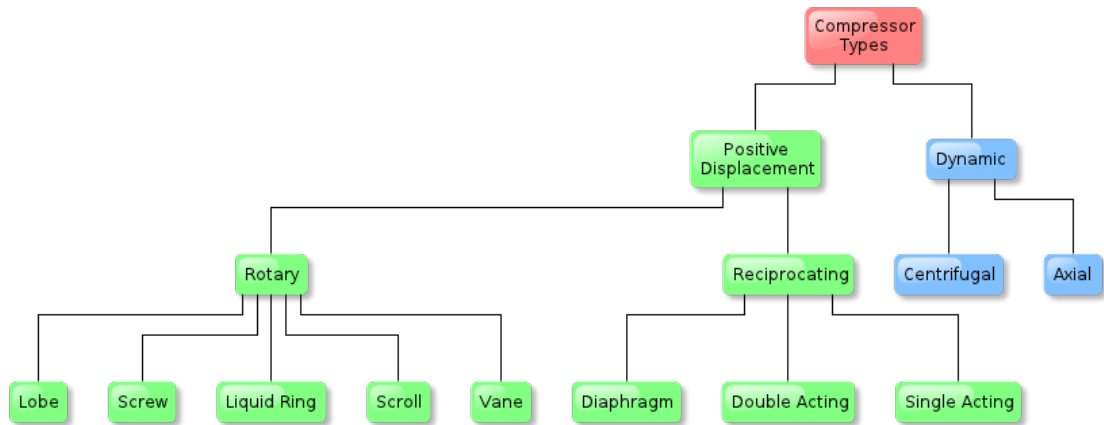 Compressor
Types
Positive
Displacement
Dynamic
Rotary
Reciprocating
Centrifugal
Axial
Lobe
Screw
Liquid Ring
Scroll
Vane
Diaphragm
Double Acting
Single Acting